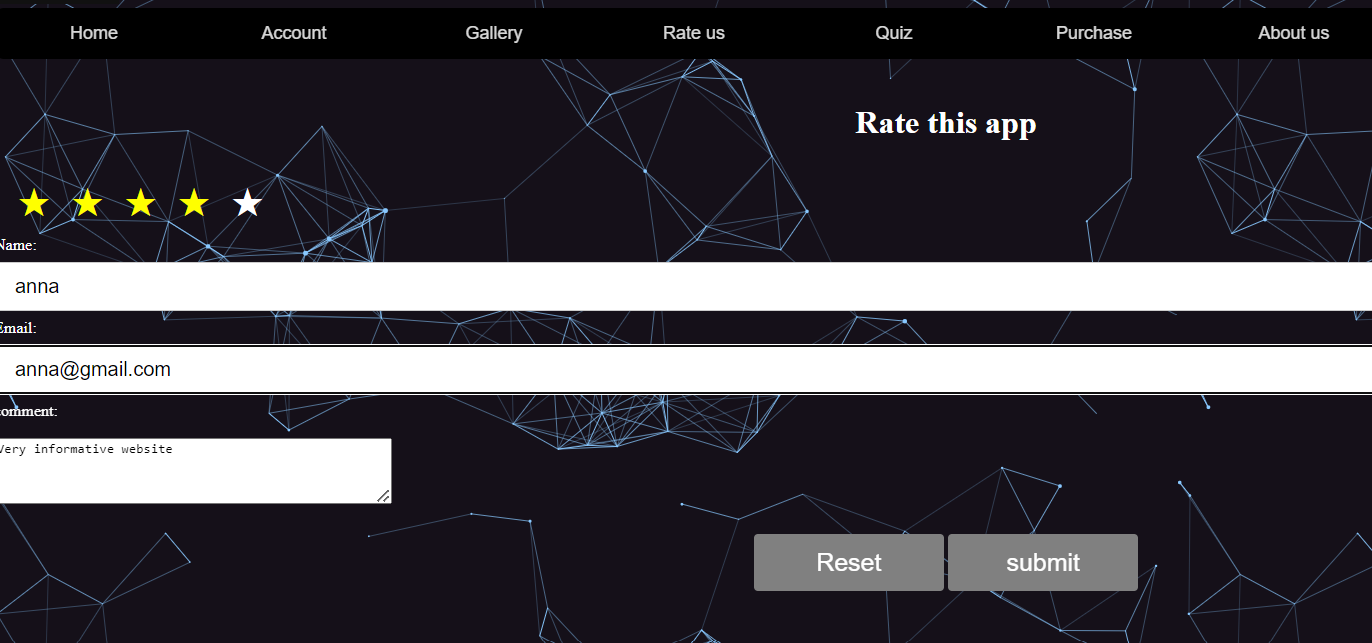 Home Account Gallery Rate us Quiz Purchase About us
Rate this app
Name:
anna
Email:
anna@gmail.com
comment:
Very informative website
Reset submit